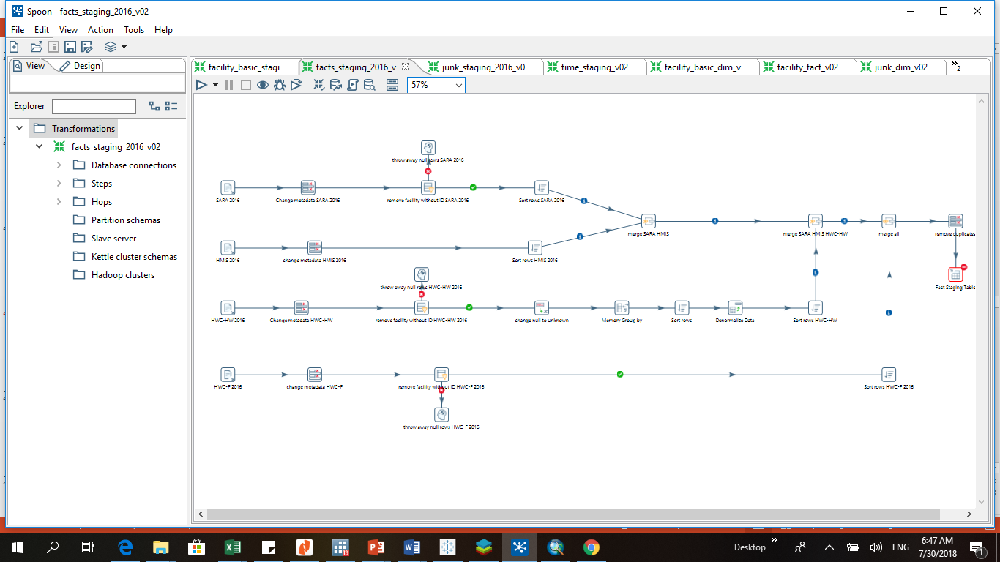 Spoon - facts_staging_2016_v02
File Edit View Action Tools Help
View Design
facility_basic_stagi facts_staging_2016_v junk_staging_2016_v0 time_staging_v02 facility_basic_dim_v facility_fact_v02 junk_dim_v02 »2
57%
Explorer
Transformations
facts_staging_2016_v02
Database connections
Steps
Hops
Partition schemas
Slave server
Kettle cluster schemas
Hadoop clusters
throw away null rows SARA 2016
SARA 2016 Change metadata SARA 2016 remove facility without ID SARA 2016 Sort rows SARA 2016
merge SARA HMIS merge SARA HMIS HWC-HW merge all remove duplicates
HMIS 2016 change metadata HMIS 2016 Sort rows HMIS 2016
throw away null rows HWC-HW 2016 Fact Staging Table
HWC-HW 2016 Change metadata HWC-HW remove facility without ID HWC-HW 2016 change null to unknown Memory Group by Sort rows Denormalize Data Sort rows HWC-HW
HWC-F 2016 change metadata HWC-F remove facility without ID HWC-F 2016 Sort rows HWC-F 2016
throw away null rows HWC-F 2016
Desktop » ENG 6:47 AM
7/30/2018